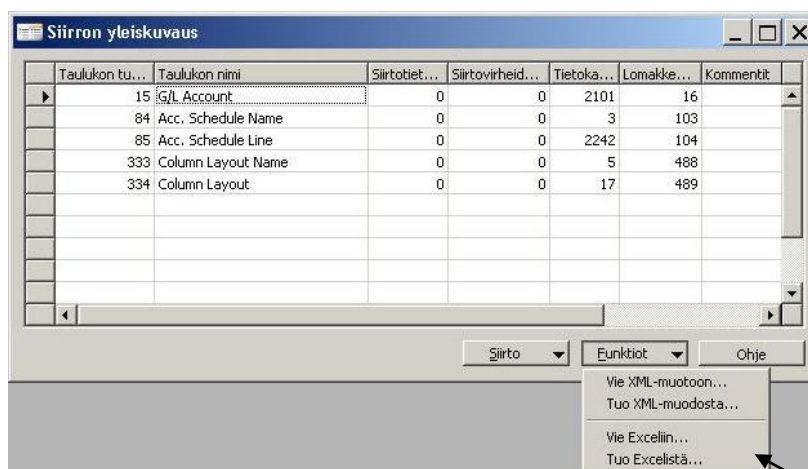 Siirron yleiskuvaus
Taulukon tu... Taulukon nimi Siirtotiet... Siirtovirheid... Tietoka... Lomakke... Kommentit
15 G/L Account 0 0 2101 16
84 Acc. Schedule Name 0 0 3 103
85 Acc. Schedule Line 0 0 2242 104
333 Column Layout Name 0 0 5 488
334 Column Layout 0 0 17 489
Siirto Funktiot Ohje
Vie XML-muotoon...
Tuo XML-muodosta...
Vie Exceliin...
Tuo Excelistä...